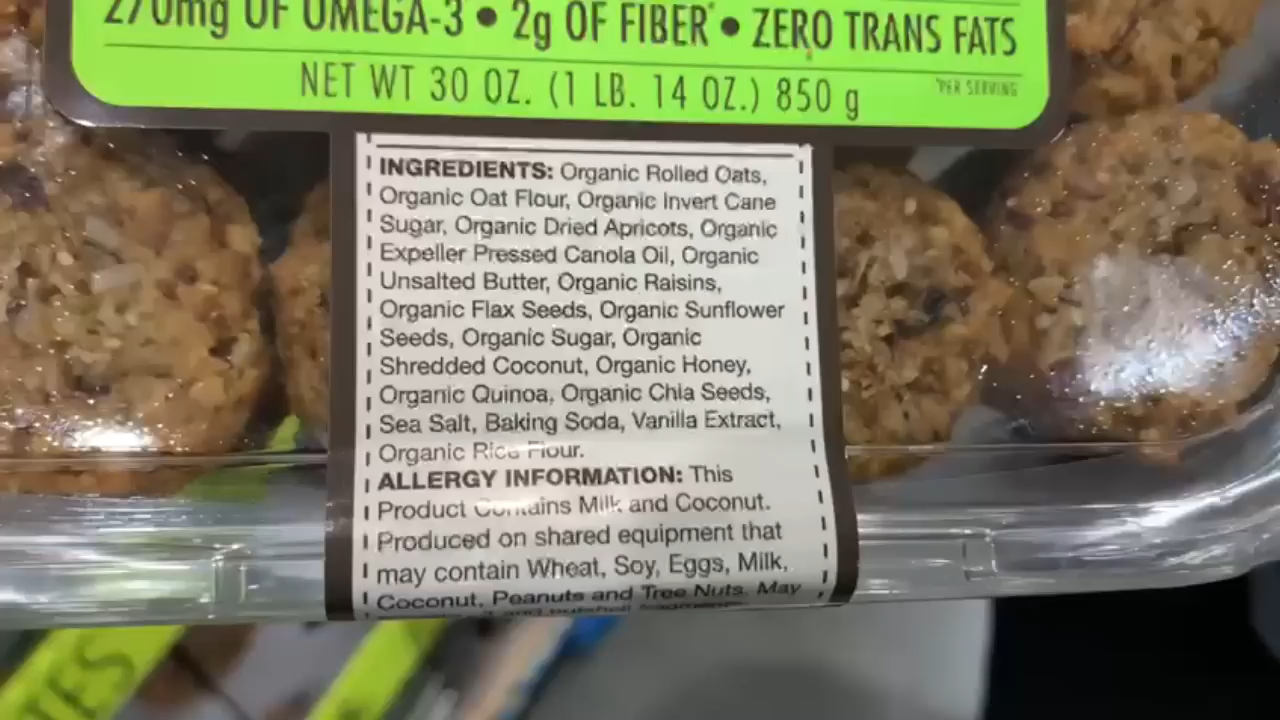 270mg OF OMEGA-3 • 2g OF FIBER* • ZERO TRANS FATS
NET WT 30 OZ. (1 LB. 14 OZ.) 850 g
*PER SERVING
INGREDIENTS: Organic Rolled Oats,
Organic Oat Flour, Organic Invert Cane
Sugar, Organic Dried Apricots, Organic
Expeller Pressed Canola Oil, Organic
Unsalted Butter, Organic Raisins,
Organic Flax Seeds, Organic Sunflower
Seeds, Organic Sugar, Organic
Shredded Coconut, Organic Honey,
Organic Quinoa, Organic Chia Seeds,
Sea Salt, Baking Soda, Vanilla Extract,
Organic Rice Flour.
ALLERGY INFORMATION: This
Product Contains Milk and Coconut.
Produced on shared equipment that
may contain Wheat, Soy, Eggs, Milk,
Coconut, Peanuts and Tree Nuts. May
and nutshell fragments
TES